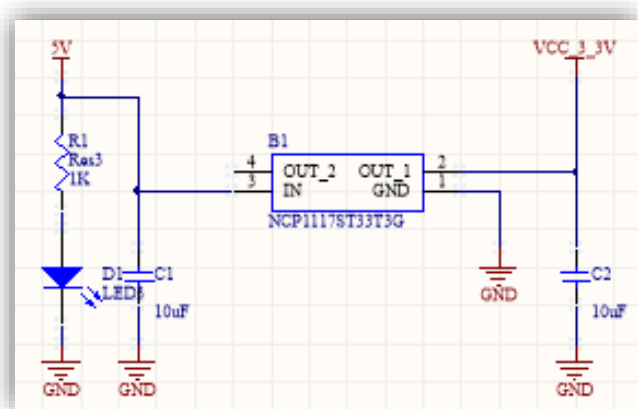 5V
VCC_3_3V
R1
Res3
1K
B1
4 OUT_2 OUT_1 2
3 IN GND 1
NCP1117ST33T3G
D1
LED3
C1
10uF
GND
C2
10uF
GND
GND
GND